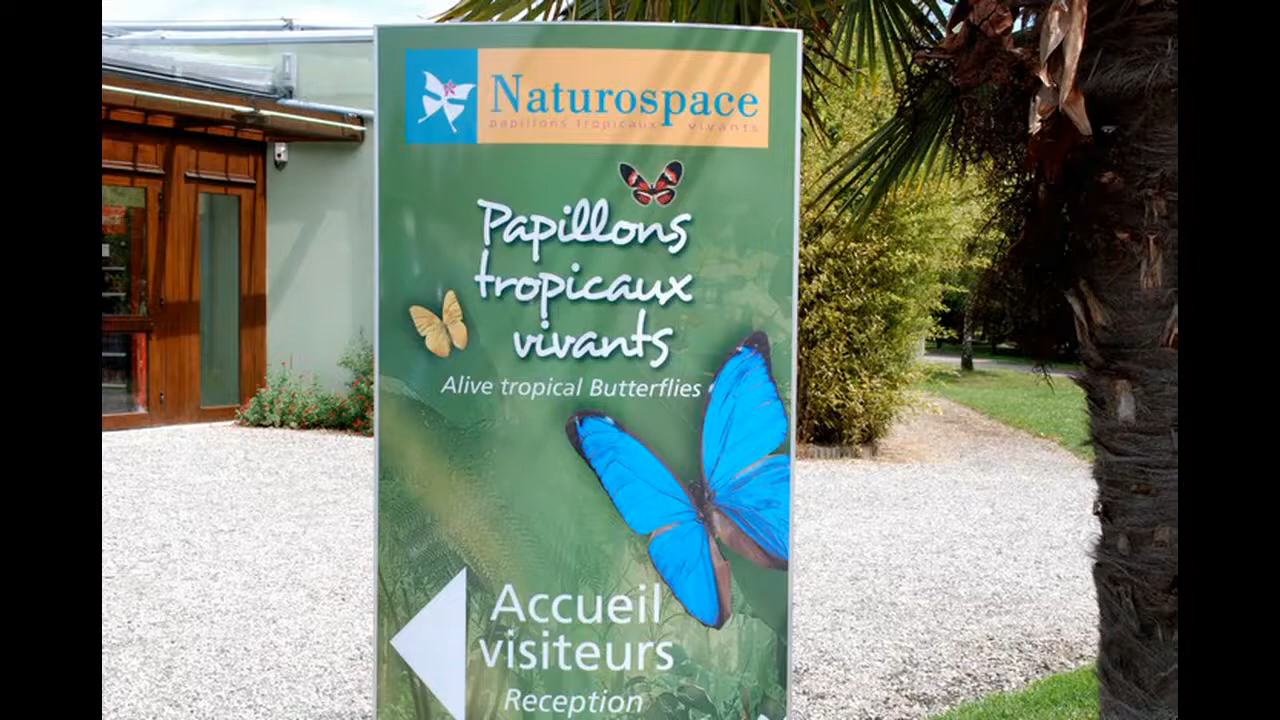 Naturospace
papillons tropicaux vivants
Papillons
tropicaux
vivants
Alive tropical Butterflies
Accueil
visiteurs
Reception